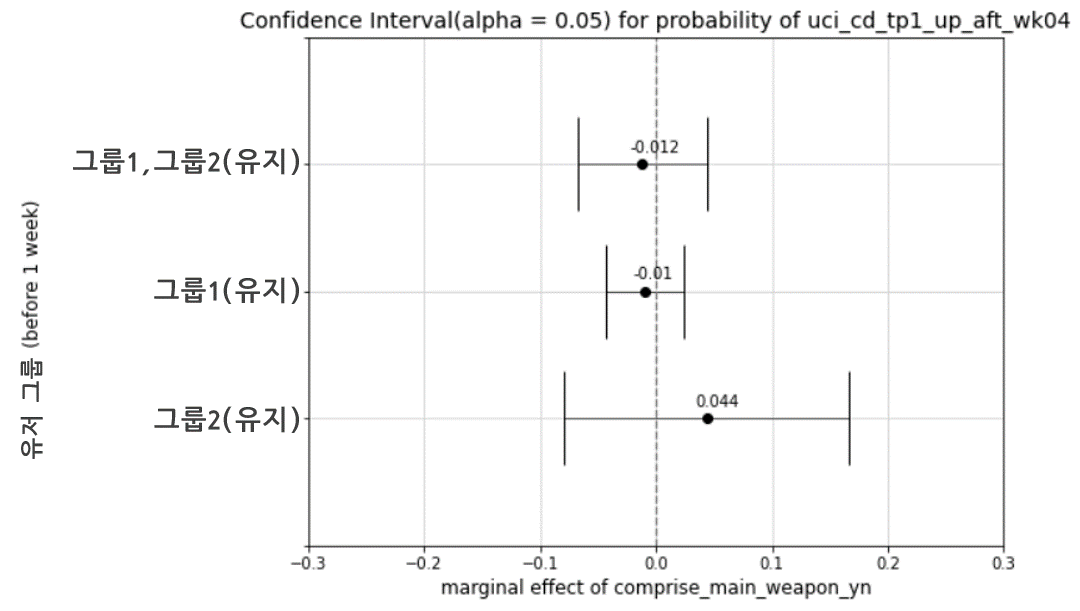 Confidence Interval(alpha = 0.05) for probability of uci_cd_tp1_up_aft_wk04
유저 그룹 (before 1 week)
그룹1,그룹2(유지)
-0.012
그룹1(유지)
-0.01
그룹2(유지)
0.044
−0.3 −0.2 −0.1 0.0 0.1 0.2 0.3
marginal effect of comprise_main_weapon_yn